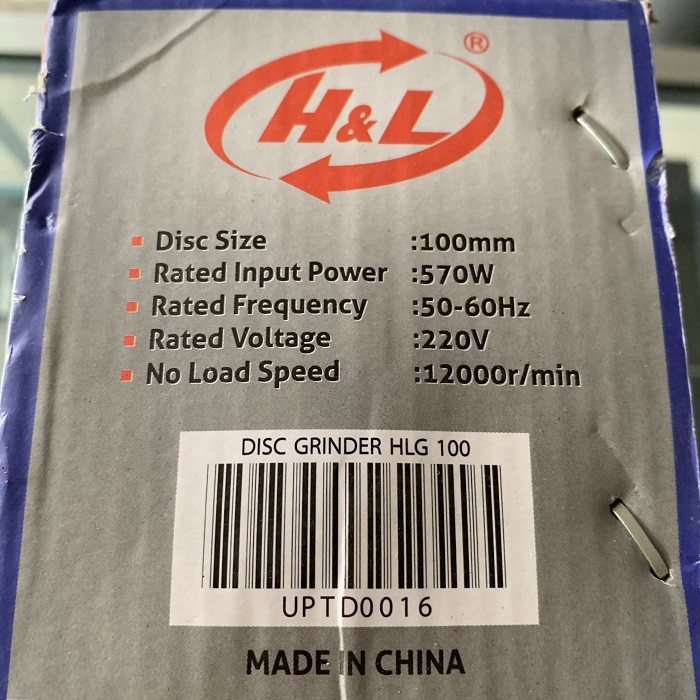 H&L ®
Disc Size :100mm
Rated Input Power :570W
Rated Frequency :50-60Hz
Rated Voltage :220V
No Load Speed :12000r/min
DISC GRINDER HLG 100
UPTD0016
MADE IN CHINA